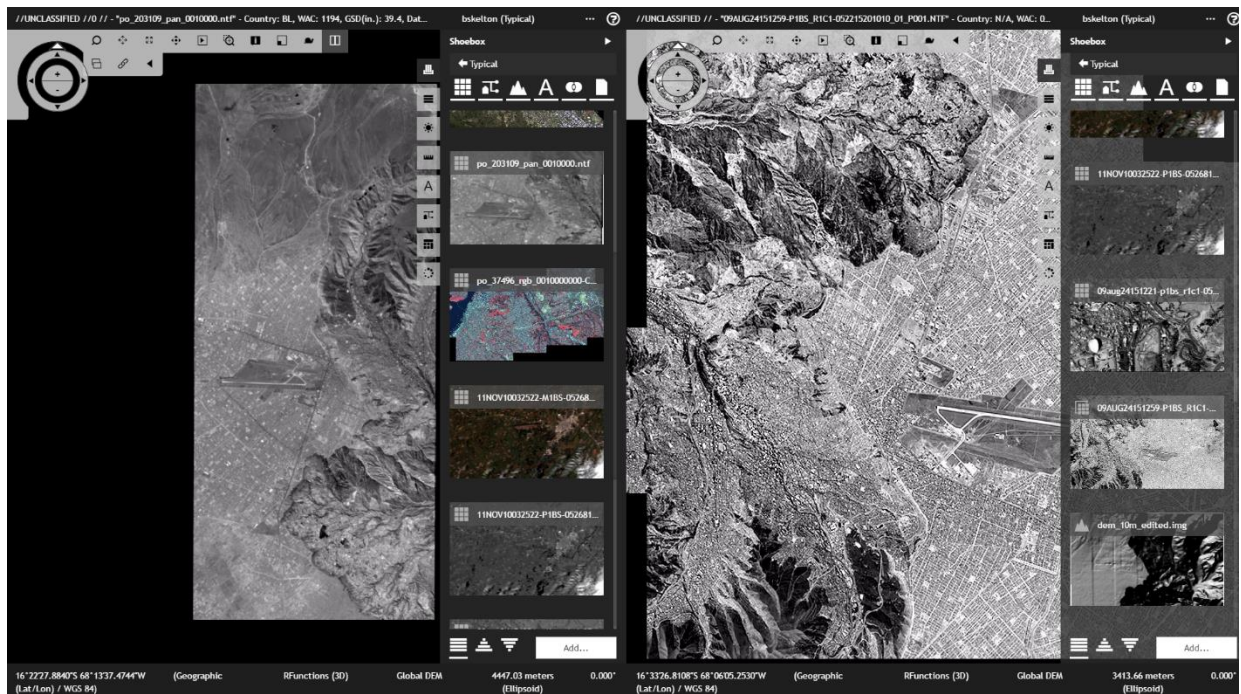 //UNCLASSIFIED //0 // - "po_203109_pan_0010000.ntf" - Country: BL, WAC: 1194, GSD(in.): 39.4, Dat...
bskelton (Typical)
Shoebox
Typical
A
po_203109_pan_0010000.ntf
po_37496_rgb_0010000000-C...
11NOV10032522-M1BS-05268...
11NOV10032522-P1BS-052681...
Add...
16°22'27.8840"S 68°13'37.4744"W
(Lat/Lon) / WGS 84)
(Geographic
RFunctions (3D)
Global DEM
4447.03 meters
(Ellipsoid)
0.000°
//UNCLASSIFIED // - "09AUG24151259-P1BS_R1C1-052215201010_01_P001.NTF" - Country: N/A, WAC: 0...
bskelton (Typical)
Shoebox
Typical
A
11NOV10032522-P1BS-052681...
09aug24151221-p1bs_r1c1-05...
09AUG24151259-P1BS_R1C1-...
dem_10m_edited.img
Add...
16°33'26.8108"S 68°06'05.2530"W
(Lat/Lon) / WGS 84)
(Geographic
RFunctions (3D)
Global DEM
3413.66 meters
(Ellipsoid)
0.000°